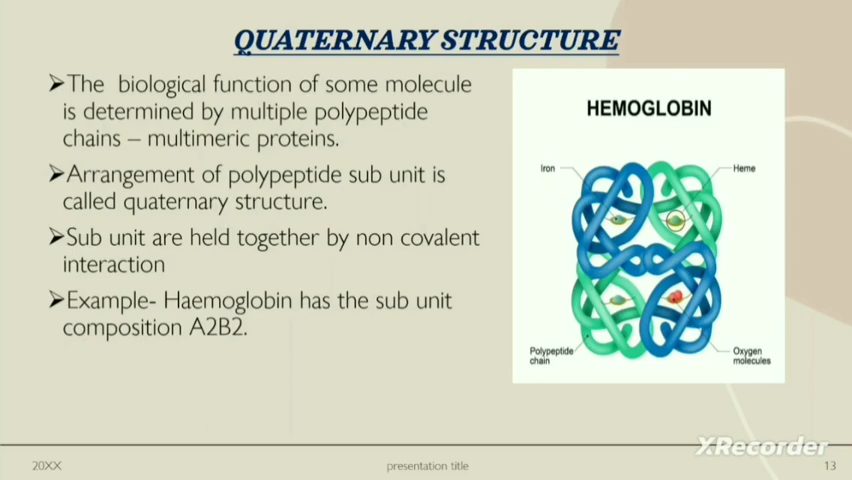 QUATERNARY STRUCTURE
➢The biological function of some molecule
is determined by multiple polypeptide
chains – multimeric proteins.
➢Arrangement of polypeptide sub unit is
called quaternary structure.
➢Sub unit are held together by non covalent
interaction
➢Example- Haemoglobin has the sub unit
composition A2B2.
HEMOGLOBIN
Iron
Heme
Polypeptide
chain
Oxygen
molecules
XRecorder
20XX
presentation title
13